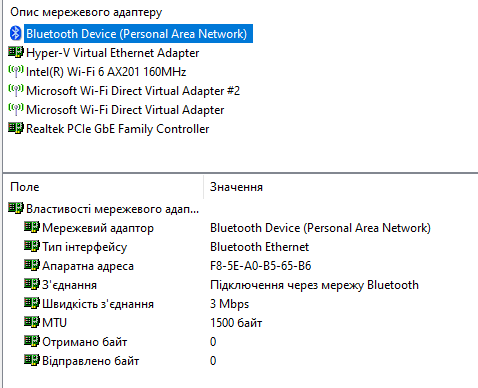 Опис мережевого адаптеру
Bluetooth Device (Personal Area Network)
Hyper-V Virtual Ethernet Adapter
Intel(R) Wi-Fi 6 AX201 160MHz
Microsoft Wi-Fi Direct Virtual Adapter #2
Microsoft Wi-Fi Direct Virtual Adapter
Realtek PCIe GbE Family Controller
Поле Значення
Властивості мережевого адап...
Мережевий адаптор Bluetooth Device (Personal Area Network)
Тип інтерфейсу Bluetooth Ethernet
Апаратна адреса F8-5E-A0-B5-65-B6
З'єднання Підключення через мережу Bluetooth
Швидкість з'єднання 3 Mbps
MTU 1500 байт
Отримано байт 0
Відправлено байт 0